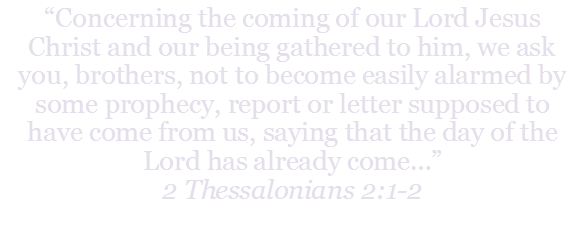 “Concerning the coming of our Lord Jesus
Christ and our being gathered to him, we ask
you, brothers, not to become easily alarmed by
some prophecy, report or letter supposed to
have come from us, saying that the day of the
Lord has already come...”
2 Thessalonians 2:1-2